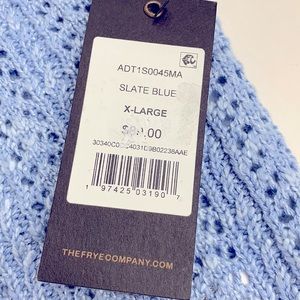 ADT1S0045MA
SLATE BLUE
X-LARGE
1 97425 03190 7
THEFRYECOMPANY.COM